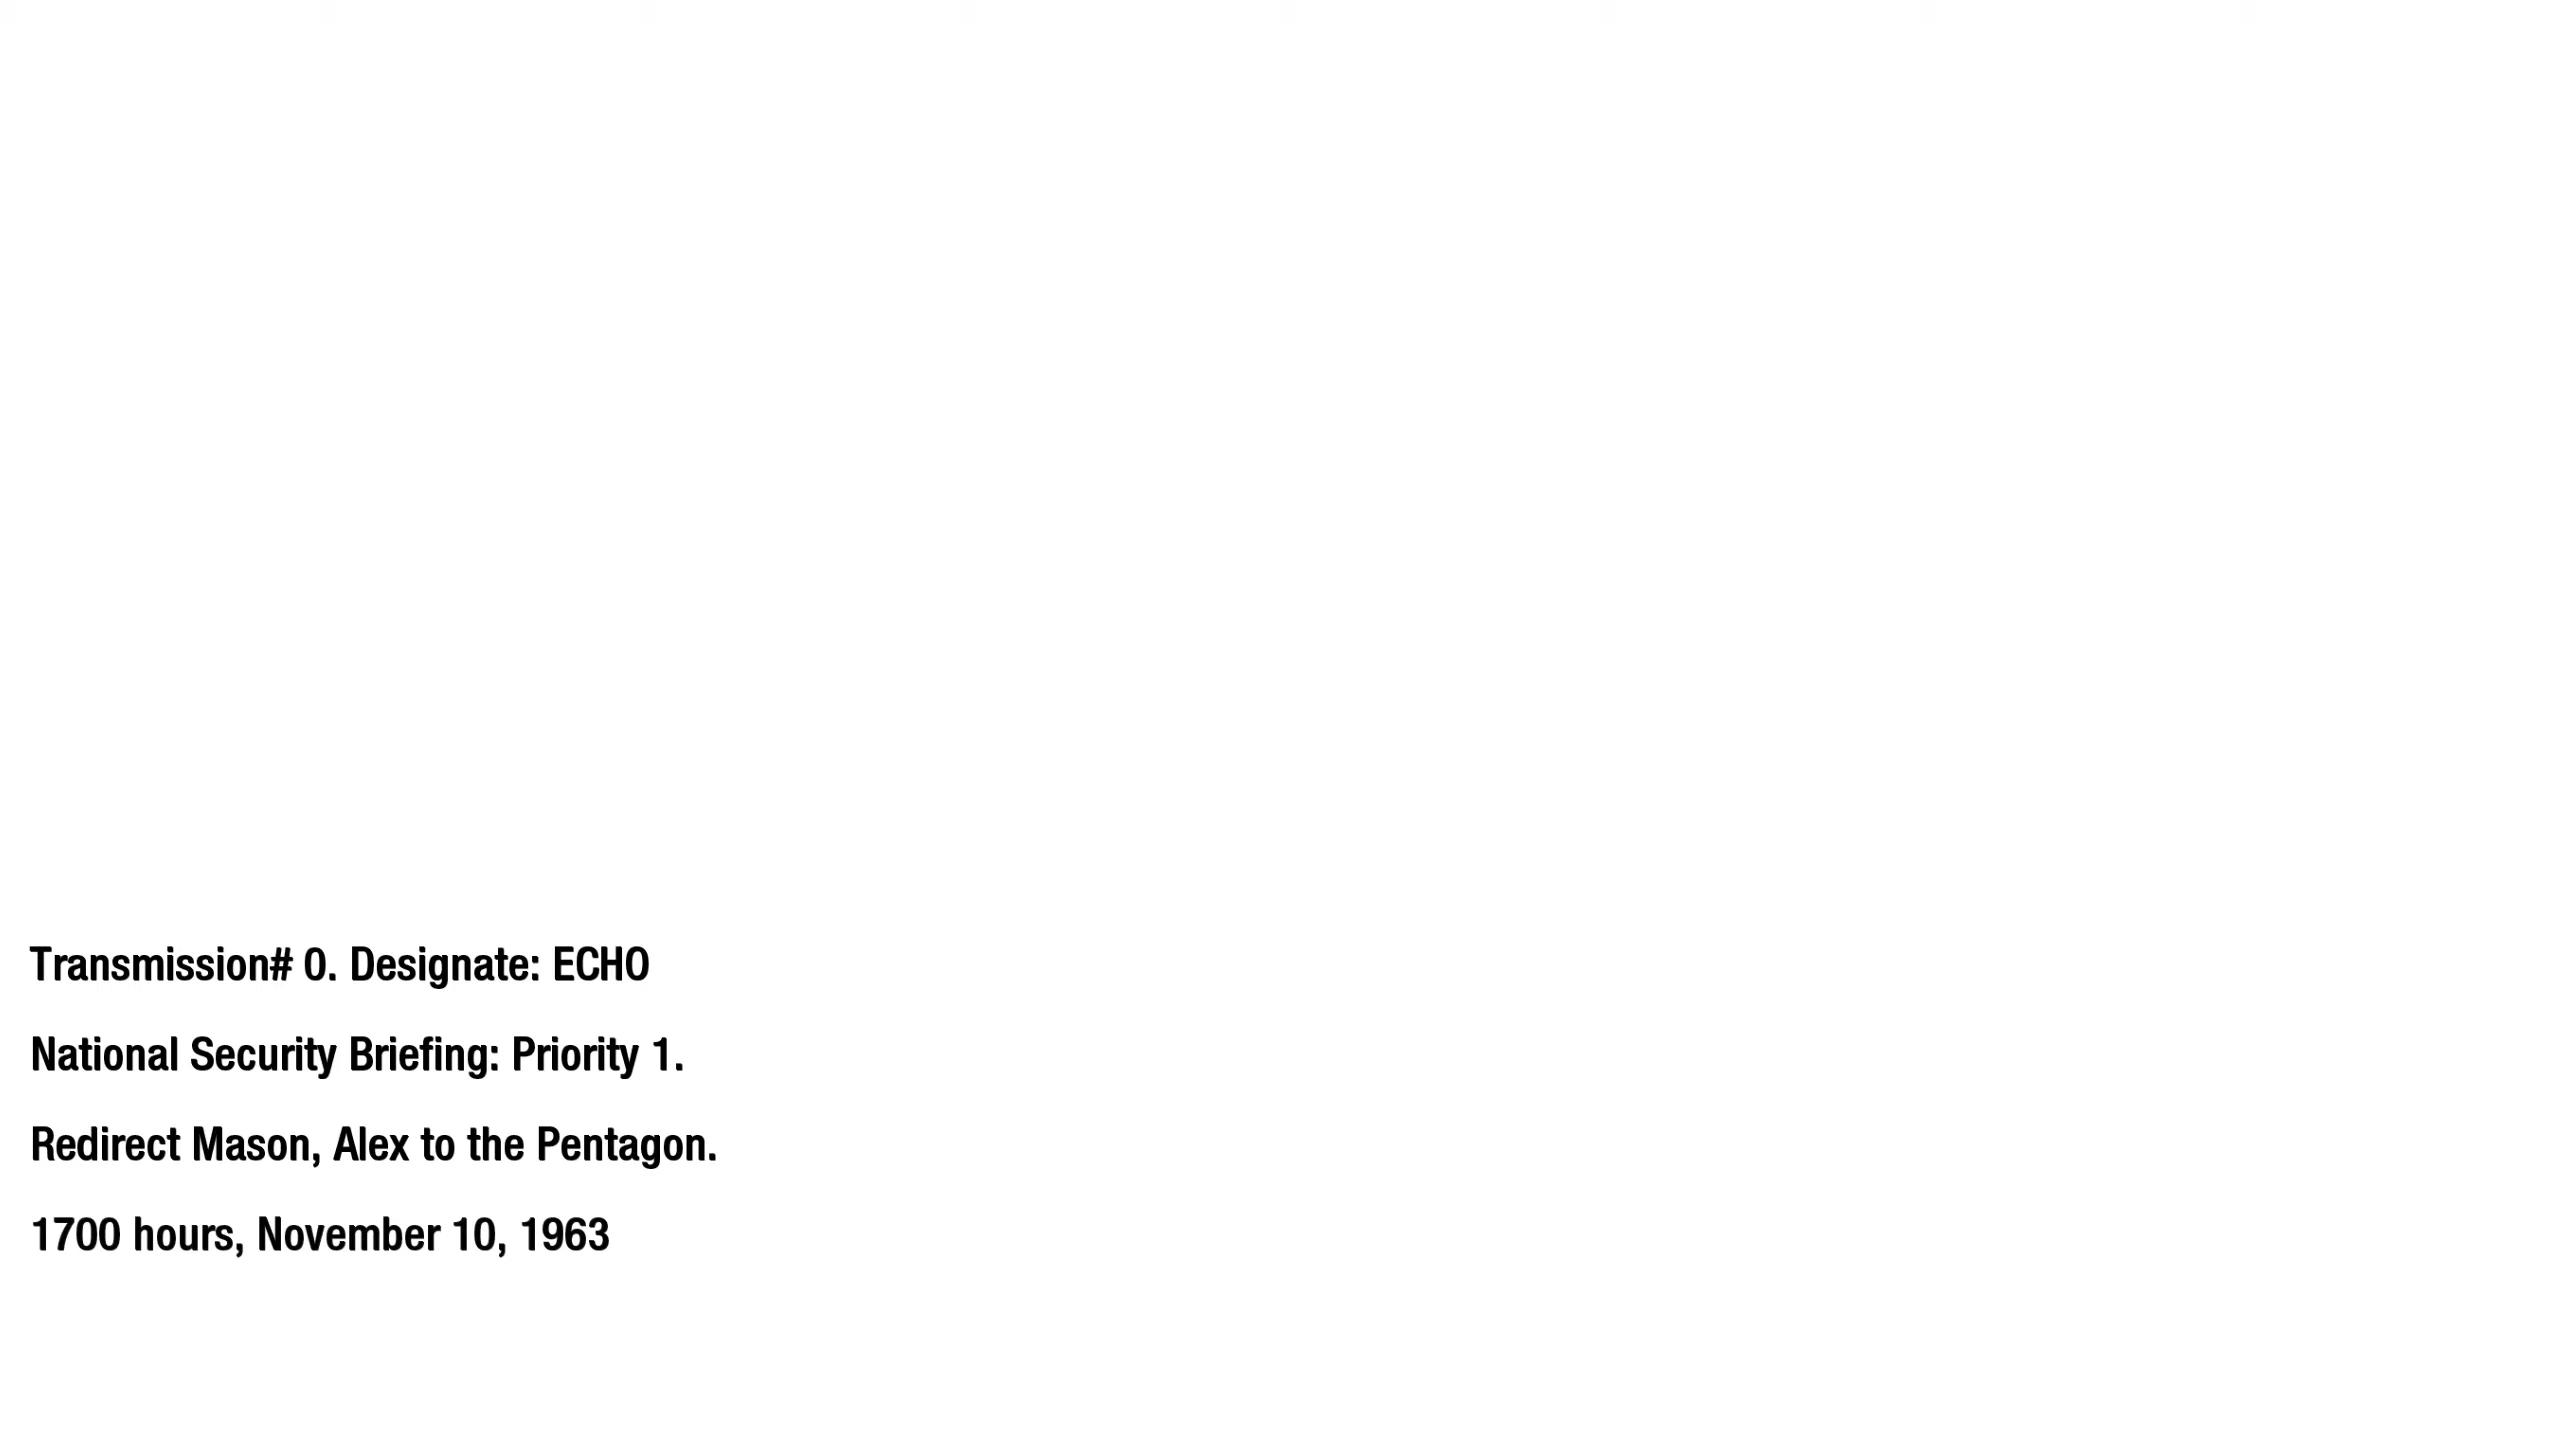 Transmission# 0. Designate: ECHO
National Security Briefing: Priority 1.
Redirect Mason, Alex to the Pentagon.
1700 hours, November 10, 1963